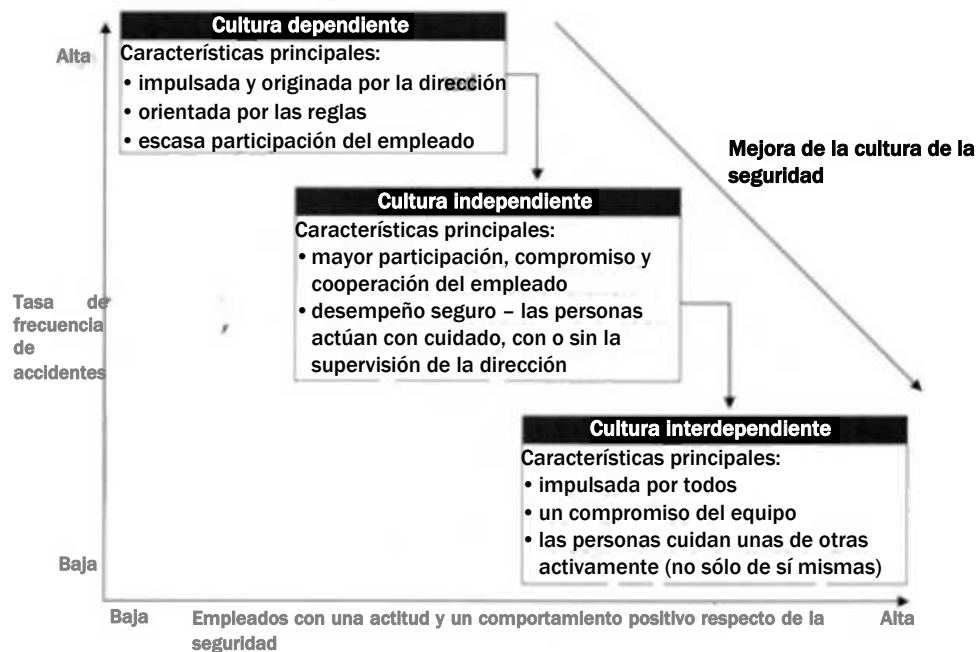 Cultura dependiente
Alta
Características principales:
• impulsada y originada por la dirección
• orientada por las reglas
• escasa participación del empleado
Mejora de la cultura de la
seguridad
Cultura independiente
Características principales:
• mayor participación, compromiso y
cooperación del empleado
• desempeño seguro – las personas
actúan con cuidado, con o sin la
supervisión de la dirección
Tasa de
frecuencia
de
accidentes
Cultura interdependiente
Características principales:
• impulsada por todos
• un compromiso del equipo
• las personas cuidan unas de otras
activamente (no sólo de sí mismas)
Baja
Baja
Empleados con una actitud y un comportamiento positivo respecto de la
seguridad
Alta